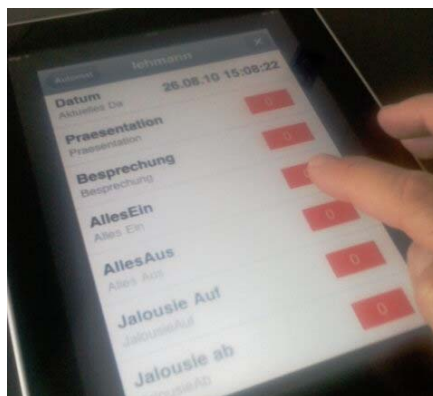 lehmann
Datum
26.08.10 15:08:22
Aktuelles Da
Praesentation
0
Praesentation
Besprechung
0
Besprechung
AllesEin
0
Alles Ein
AllesAus
0
Alles Aus
Jalousie Auf
0
JalousieAuf
Jalousie ab
JalousieAb